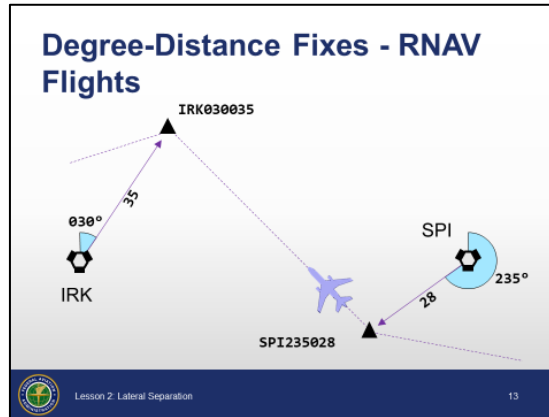 Degree-Distance Fixes - RNAV
Flights
IRK030035
35
030°
IRK
SPI
235°
28
SPI235028
Lesson 2: Lateral Separation
13